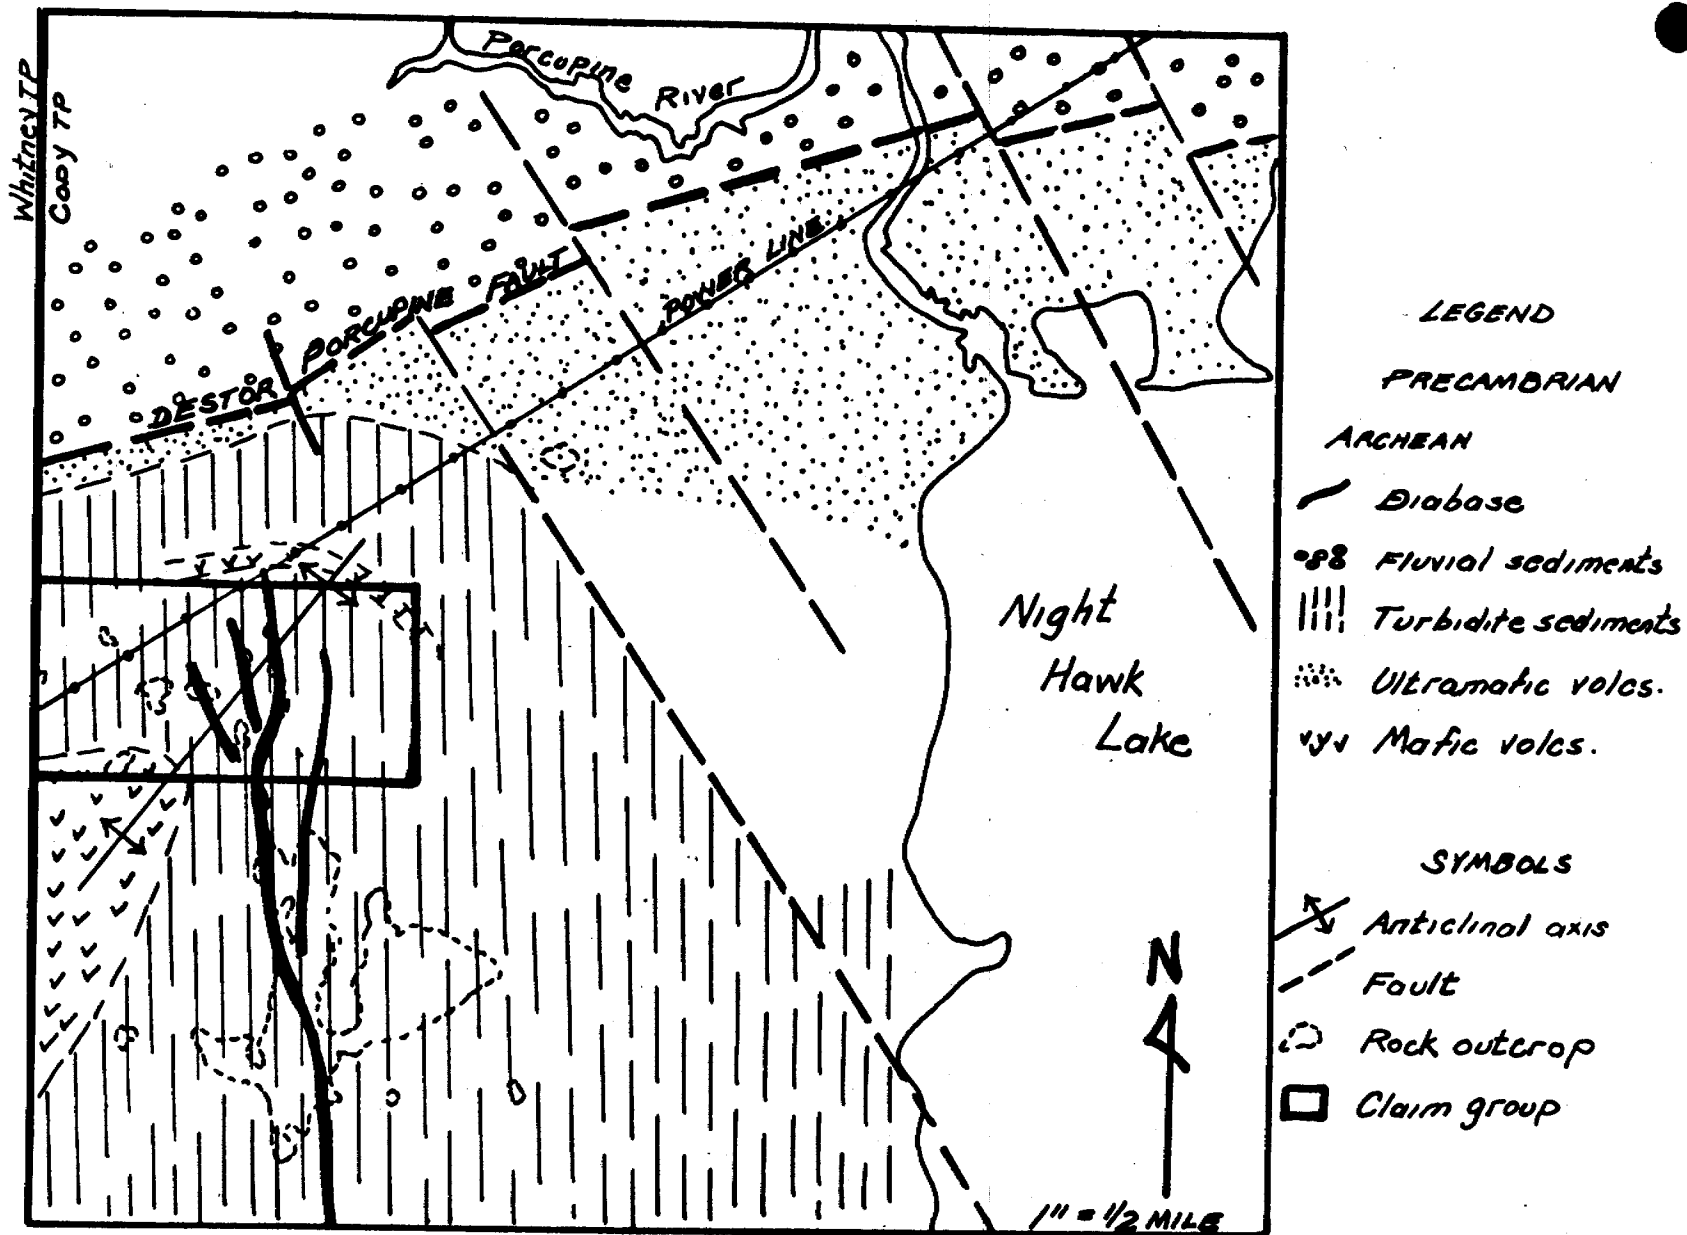 Whitney TP
Cody TP
Porcupine
River
DESTOR PORCUPINE FAULT
POWER LINE
Night
Hawk
Lake
N
1" = 1/2 MILE
LEGEND
PRECAMBRIAN
ARCHEAN
Diabase
Fluvial sediments
Turbidite sediments
Ultramafic volcs.
Mafic volcs.
SYMBOLS
Anticlinal axis
Fault
Rock outcrop
Claim group